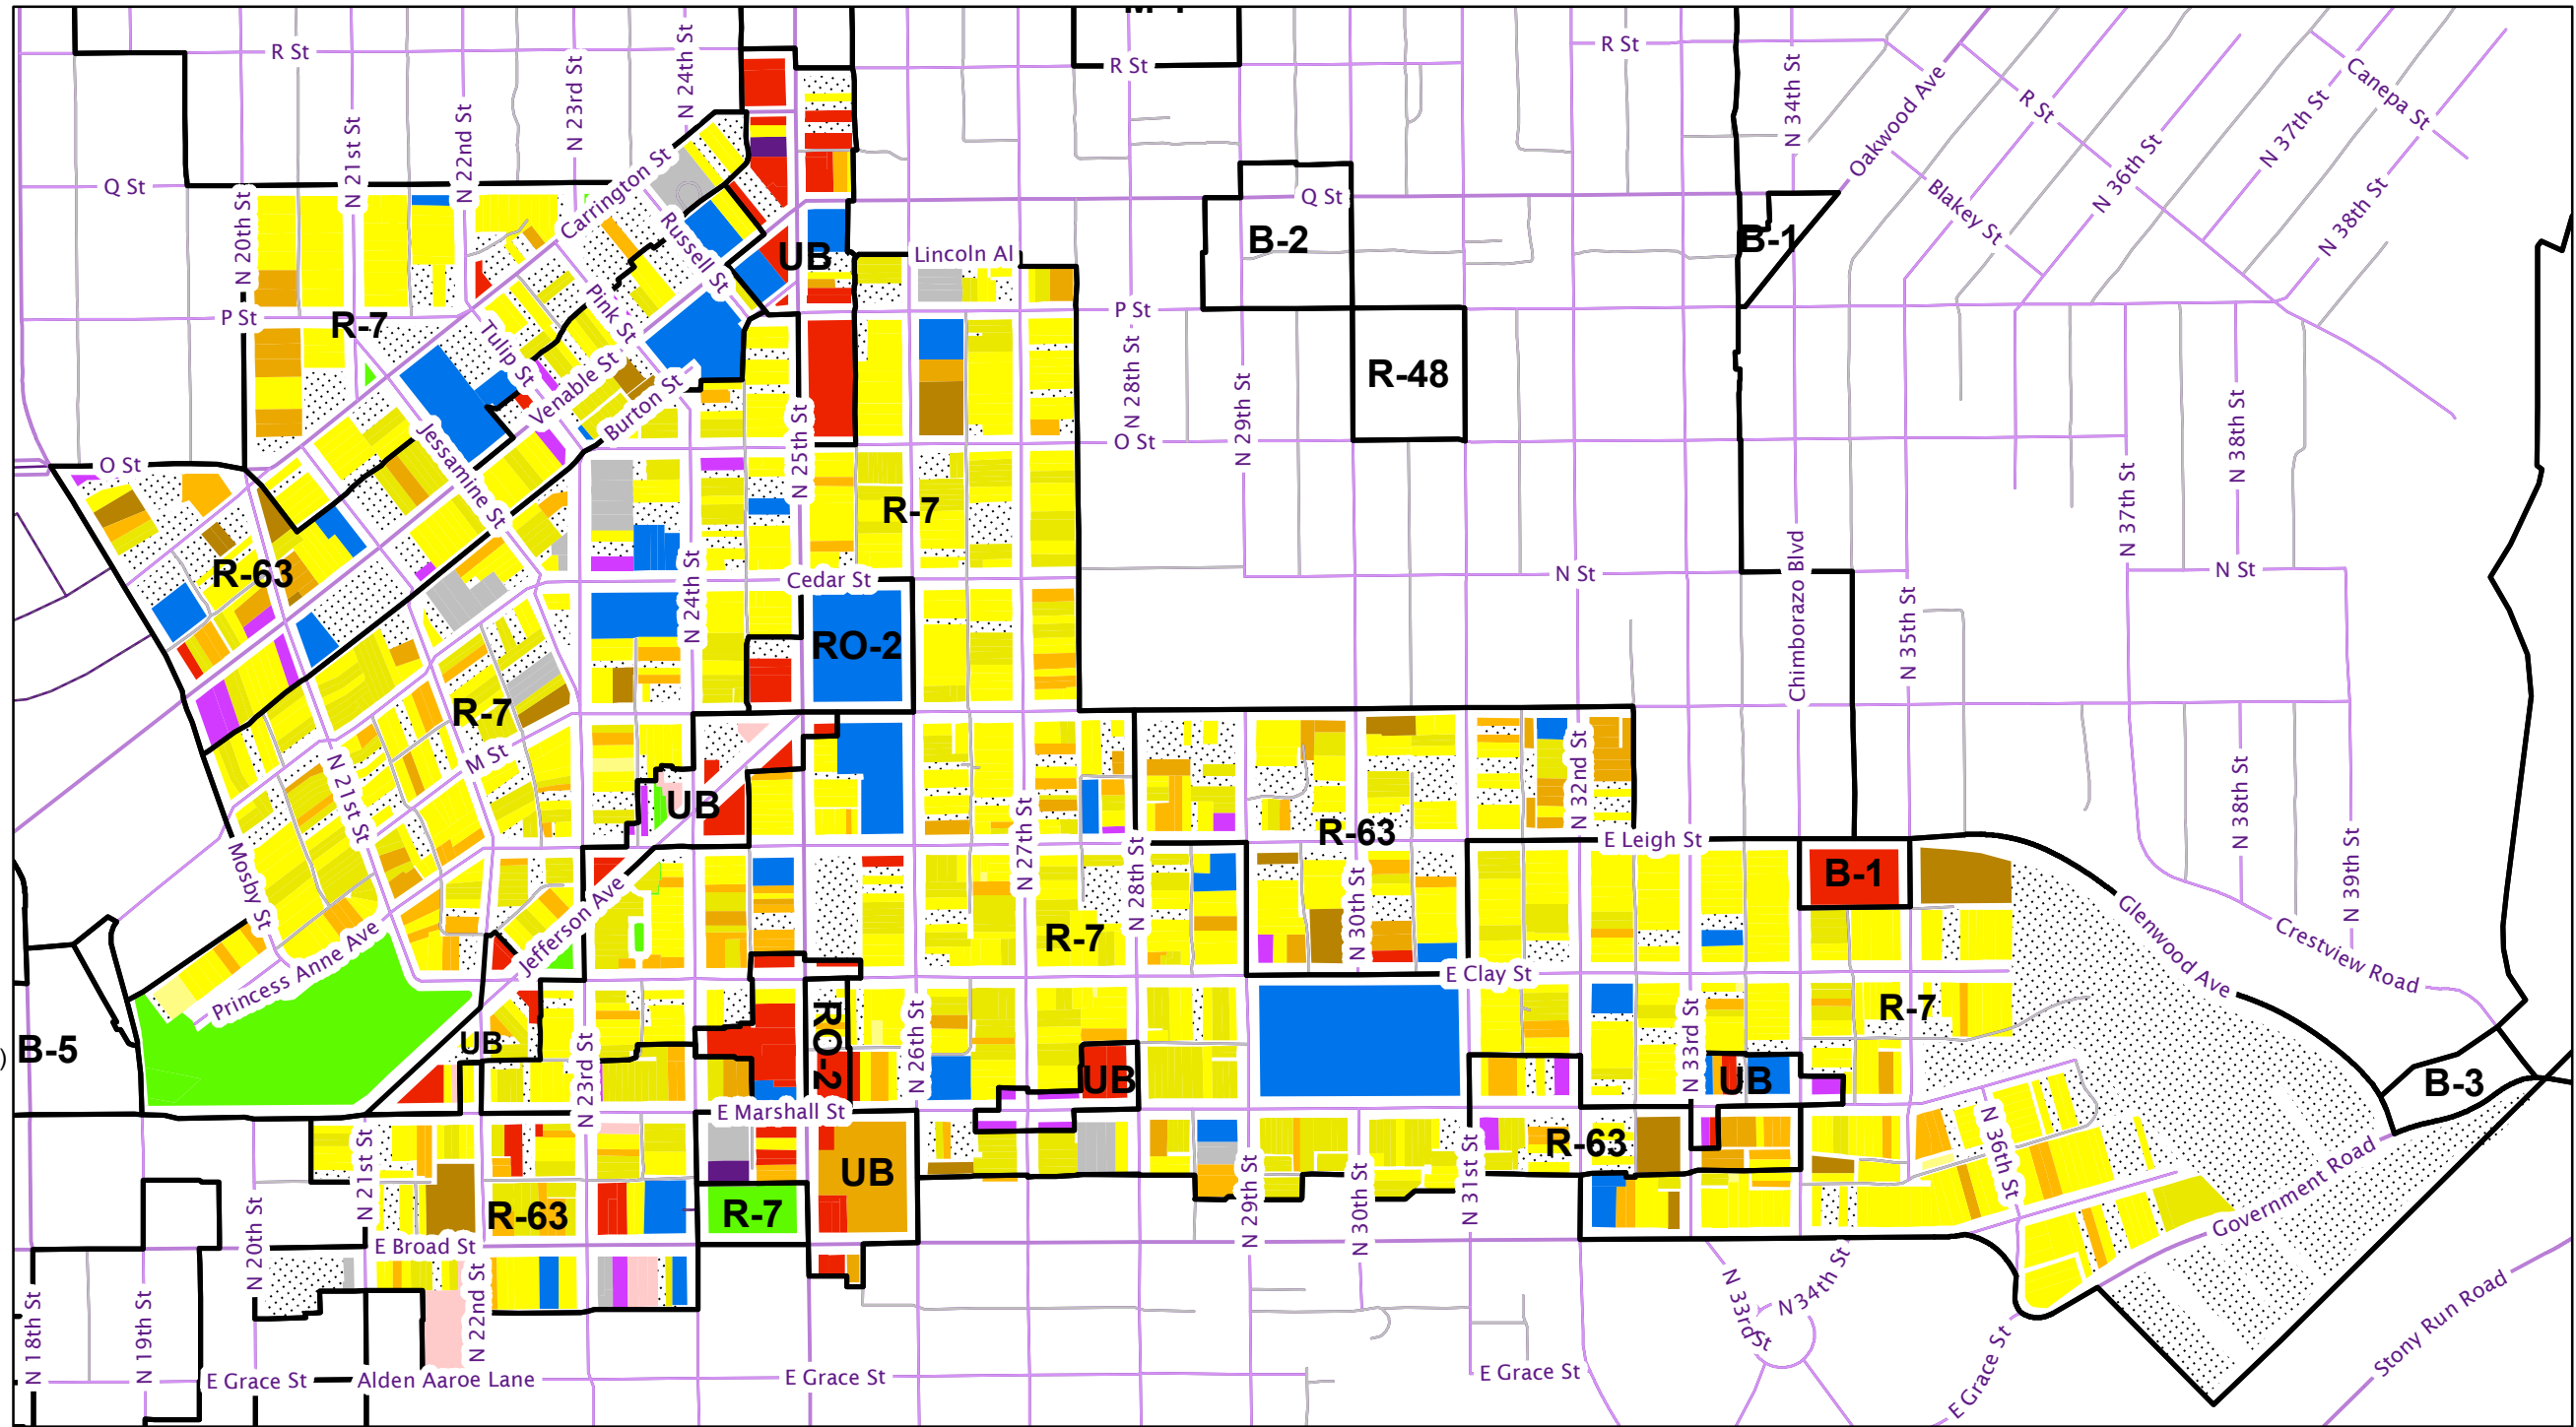 R St
R St
R St
N 34th St
Oakwood Ave
R St
N 37th St
Canepa St
N 24th St
N 23rd St
N 22nd St
N 21st St
Q St
Carrington St
Q St
Blakey St
N 36th St
N 38th St
N 20th St
Russell St
UB
Lincoln Al
B-2
B-1
P St
R-7
Pink St
Tulip St
Venable St
Burton St
P St
N 28th St
N 29th St
R-48
N 25th St
O St
Jessamine St
O St
N 37th St
N 38th St
R-7
R-63
N 24th St
Cedar St
N St
Chimborazo Blvd
N St
N 35th St
RO-2
R-7
M St
N 21st St
Mosby St
UB
N 27th St
N 28th St
R-63
N 32nd St
E Leigh St
B-1
N 38th St
N 39th St
Jefferson Ave
Princess Anne Ave
R-7
N 30th St
E Clay St
Glenwood Ave
Crestview Road
R-7
) B-5
UB
N 23rd St
RO-2
N 26th St
UB
N 33rd St
UB
B-3
E Marshall St
N 21st St
UB
R-7
R-63
N 29th St
N 30th St
N 31st St
R-63
N 36th St
Government Road
E Broad St
N 18th St
N 19th St
N 20th St
N 22nd St
N 33rd St
N 34th St
Stony Run Road
E Grace St
Alden Aaroe Lane
E Grace St
E Grace St
E Grace St